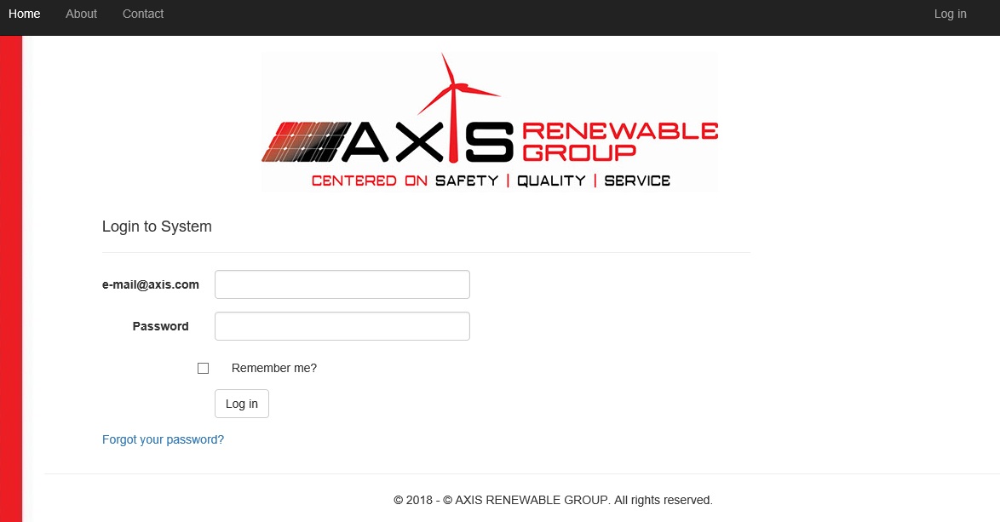 Home About Contact Log in
AXIS RENEWABLE
GROUP
CENTERED ON SAFETY | QUALITY | SERVICE
Login to System
e-mail@axis.com
Password
Remember me?
Log in
Forgot your password?
© 2018 - © AXIS RENEWABLE GROUP. All rights reserved.